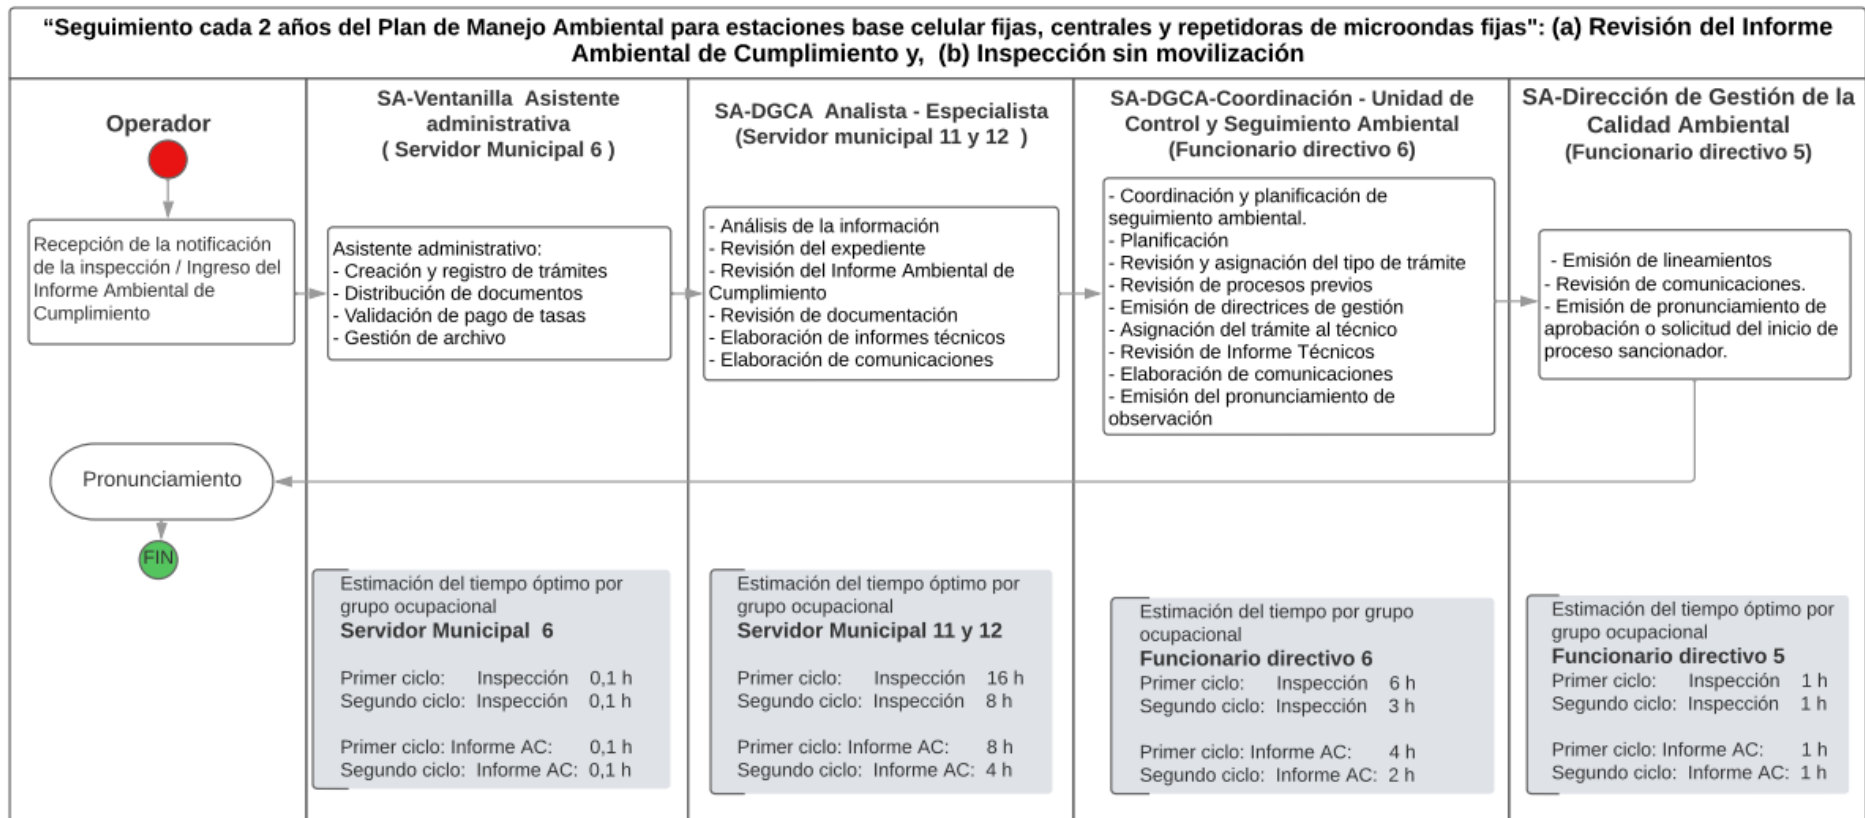 “Seguimiento cada 2 años del Plan de Manejo Ambiental para estaciones base celular fijas, centrales y repetidoras de microondas fijas": (a) Revisión del Informe
Ambiental de Cumplimiento y, (b) Inspección sin movilización
Operador
Recepción de la notificación
de la inspección / Ingreso del
Informe Ambiental de
Cumplimiento
Pronunciamiento
FIN
SA-Ventanilla Asistente
administrativa
( Servidor Municipal 6 )
Asistente administrativo:
- Creación y registro de trámites
- Distribución de documentos
- Validación de pago de tasas
- Gestión de archivo
Estimación del tiempo óptimo por
grupo ocupacional
Servidor Municipal 6
Primer ciclo: Inspección 0,1 h
Segundo ciclo: Inspección 0,1 h
Primer ciclo: Informe AC: 0,1 h
Segundo ciclo: Informe AC: 0,1 h
SA-DGCA Analista - Especialista
(Servidor municipal 11 y 12 )
- Análisis de la información
- Revisión del expediente
- Revisión del Informe Ambiental de
Cumplimiento
- Revisión de documentación
- Elaboración de informes técnicos
- Elaboración de comunicaciones
Estimación del tiempo óptimo por
grupo ocupacional
Servidor Municipal 11 y 12
Primer ciclo: Inspección 16 h
Segundo ciclo: Inspección 8 h
Primer ciclo: Informe AC: 8 h
Segundo ciclo: Informe AC: 4 h
SA-DGCA-Coordinación - Unidad de
Control y Seguimiento Ambiental
(Funcionario directivo 6)
- Coordinación y planificación de
seguimiento ambiental.
- Planificación
- Revisión y asignación del tipo de trámite
- Revisión de procesos previos
- Emisión de directrices de gestión
- Asignación del trámite al técnico
- Revisión de Informe Técnicos
- Elaboración de comunicaciones
- Emisión del pronunciamiento de
observación
Estimación del tiempo por grupo
ocupacional
Funcionario directivo 6
Primer ciclo: Inspección 6 h
Segundo ciclo: Inspección 3 h
Primer ciclo: Informe AC: 4 h
Segundo ciclo: Informe AC: 2 h
SA-Dirección de Gestión de la
Calidad Ambiental
(Funcionario directivo 5)
- Emisión de lineamientos
- Revisión de comunicaciones.
- Emisión de pronunciamiento de
aprobación o solicitud del inicio de
proceso sancionador.
Estimación del tiempo óptimo por
grupo ocupacional
Funcionario directivo 5
Primer ciclo: Inspección 1 h
Segundo ciclo: Inspección 1 h
Primer ciclo: Informe AC: 1 h
Segundo ciclo: Informe AC: 1 h